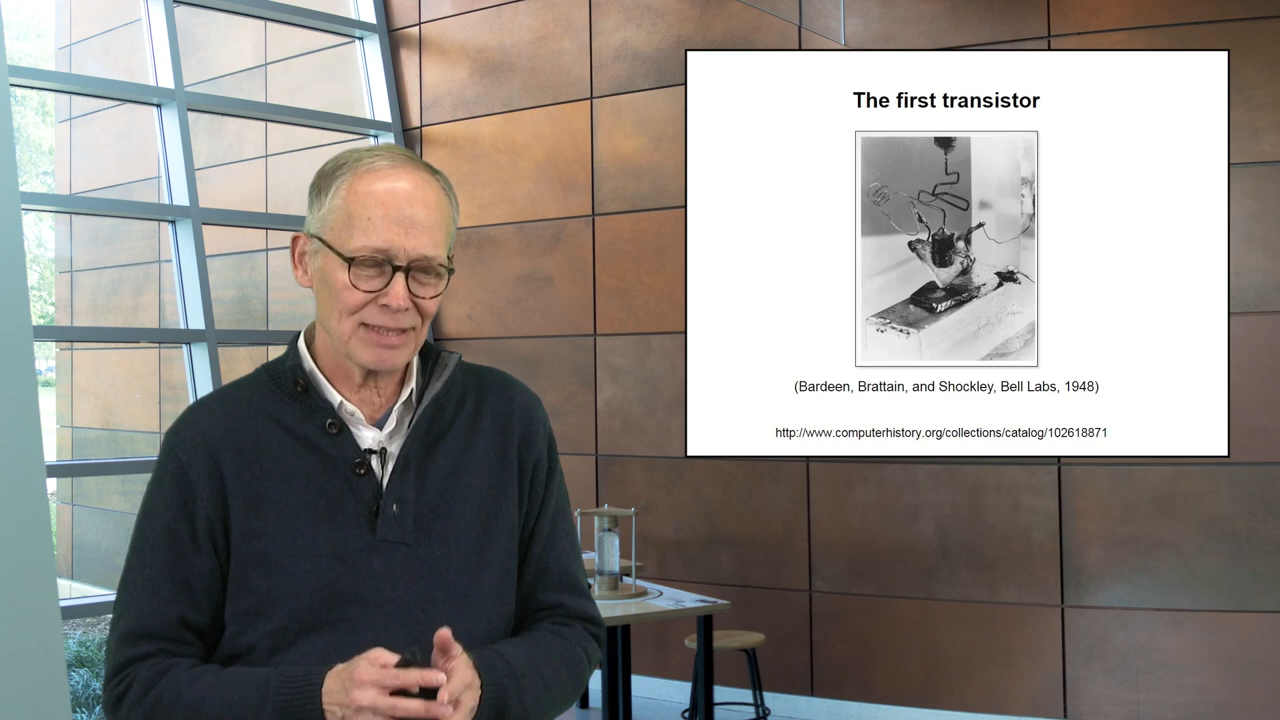 The first transistor
(Bardeen, Brattain, and Shockley, Bell Labs, 1948)
http://www.computerhistory.org/collections/catalog/102618871